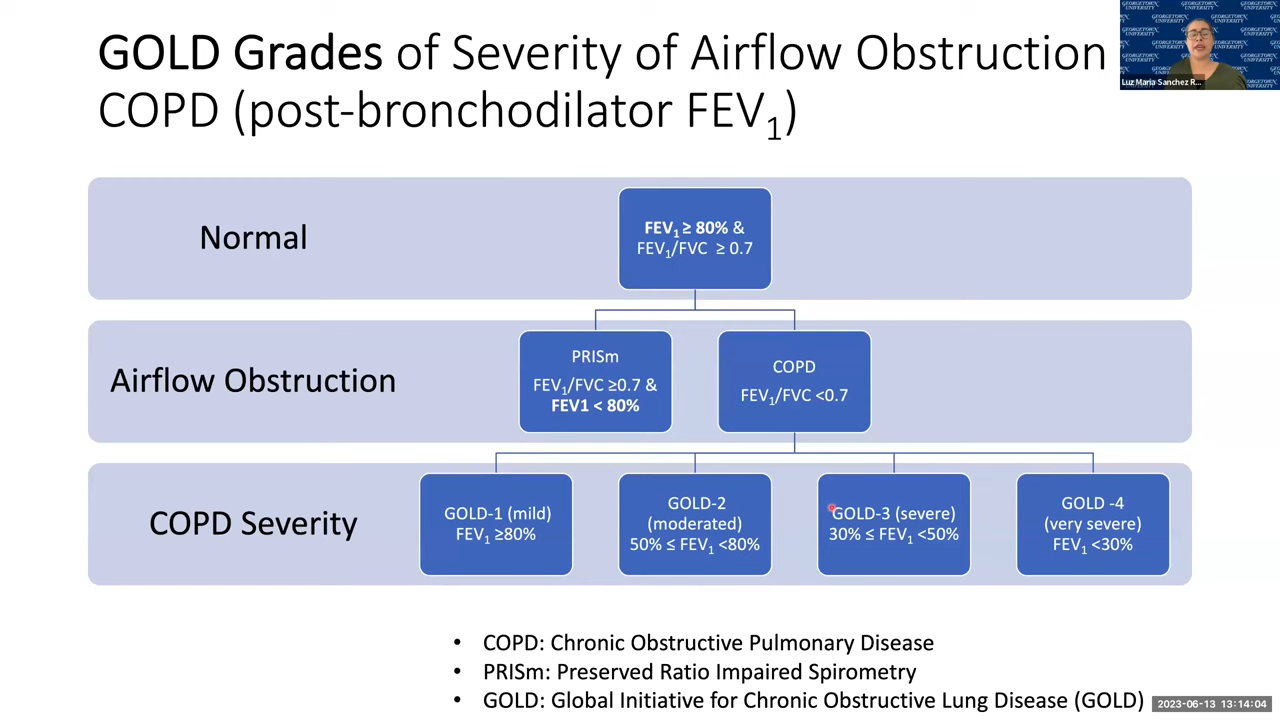 GOLD Grades of Severity of Airflow Obstruction
COPD (post-bronchodilator FEV₁)
GEORGETOWN UNIVERSITY
Luz Maria Sanchez R...
Normal
FEV₁ ≥ 80% &
FEV₁/FVC ≥ 0.7
Airflow Obstruction
PRISm
FEV₁/FVC ≥0.7 &
FEV1 < 80%
COPD
FEV₁/FVC <0.7
COPD Severity
GOLD-1 (mild)
FEV₁ ≥80%
GOLD-2
(moderated)
50% ≤ FEV₁ <80%
GOLD-3 (severe)
30% ≤ FEV₁ <50%
GOLD -4
(very severe)
FEV₁ <30%
• COPD: Chronic Obstructive Pulmonary Disease
• PRISm: Preserved Ratio Impaired Spirometry
• GOLD: Global Initiative for Chronic Obstructive Lung Disease (GOLD)
2023-06-13 13:14:04